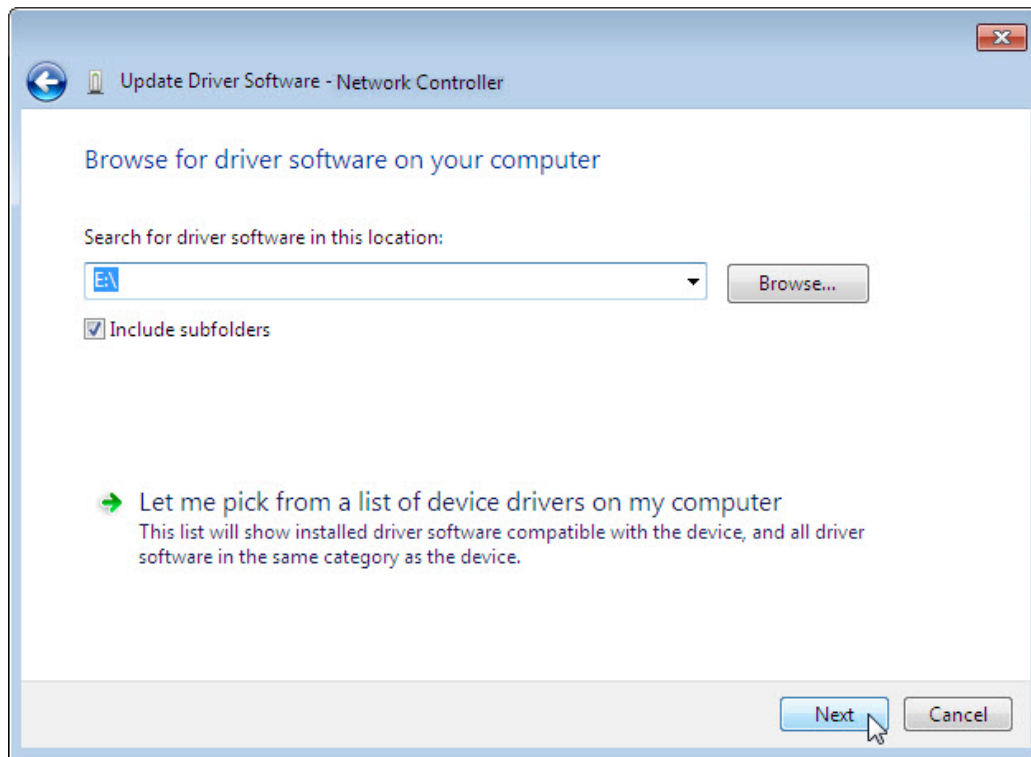 Update Driver Software - Network Controller
Browse for driver software on your computer
Search for driver software in this location:
E:\
Browse...
Include subfolders
Let me pick from a list of device drivers on my computer
This list will show installed driver software compatible with the device, and all driver
software in the same category as the device.
Next
Cancel